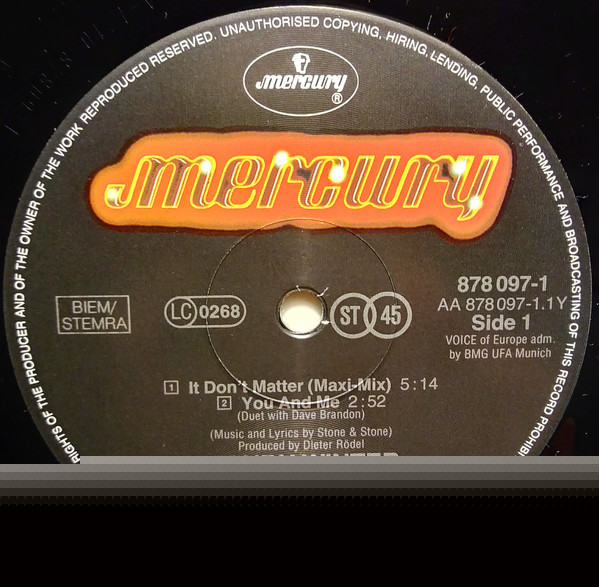 RIGHTS OF THE PRODUCER AND OF THE OWNER OF THE WORK REPRODUCED RESERVED. UNAUTHORISED COPYING, HIRING, LENDING, PUBLIC PERFORMANCE AND BROADCASTING OF THIS RECORD
mercury
®
mercury
878 097-1
AA 878 097-1.1Y
Side 1
VOICE of Europe adm.
by BMG UFA Munich
BIEM/
STEMRA
LC 0268
ST 45
1 It Don't Matter (Maxi-Mix) 5:14
2 You And Me 2:52
(Duet with Dave Brandon)
(Music and Lyrics by Stone & Stone)
Produced by Dieter Rödel